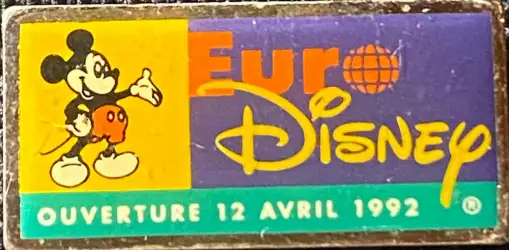 Euro
Disney
OUVERTURE 12 AVRIL 1992 ®